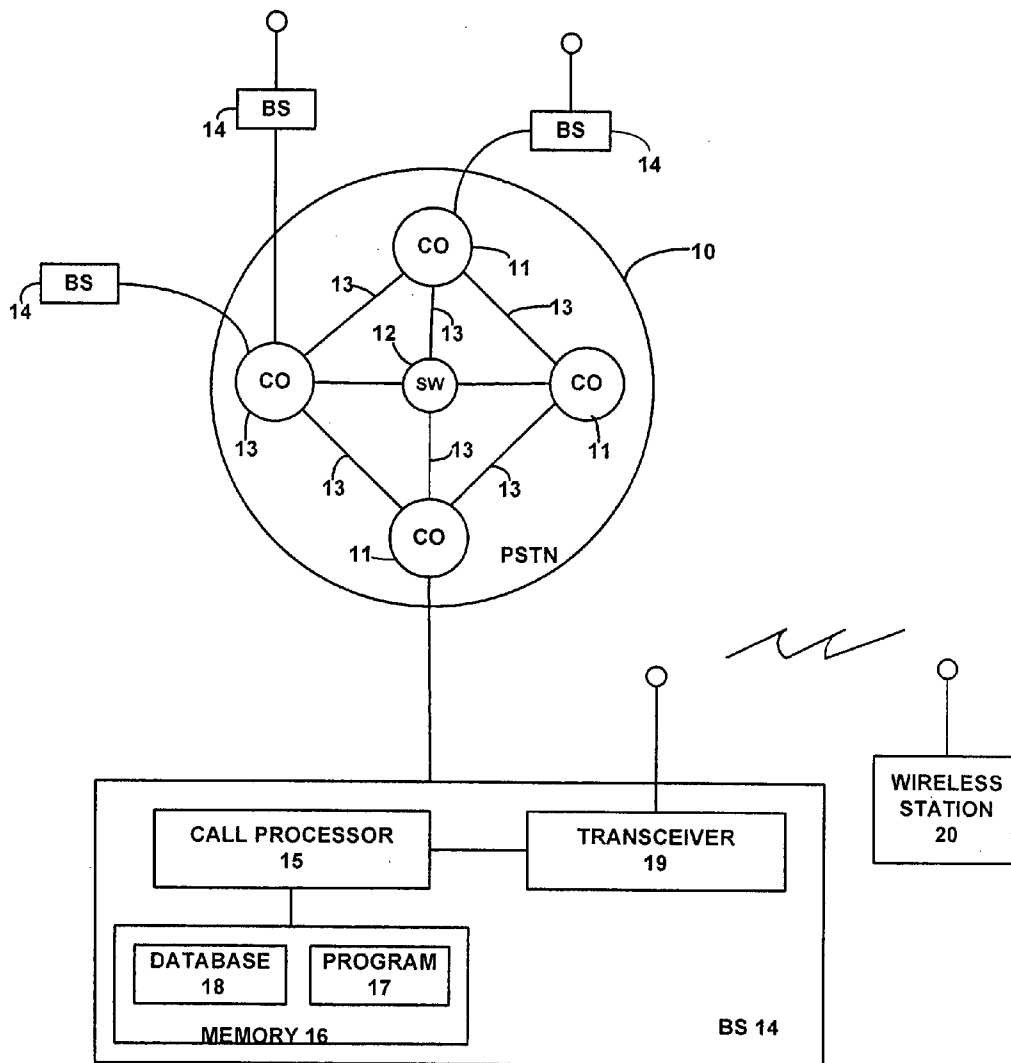 BS
14
BS
14
10
CO
11
BS
14
13
13
13
12
CO
SW
CO
13
11
13
13
13
CO
11
PSTN
WIRELESS
STATION
20
CALL PROCESSOR
15
TRANSCEIVER
19
DATABASE
18
PROGRAM
17
MEMORY 16
BS 14